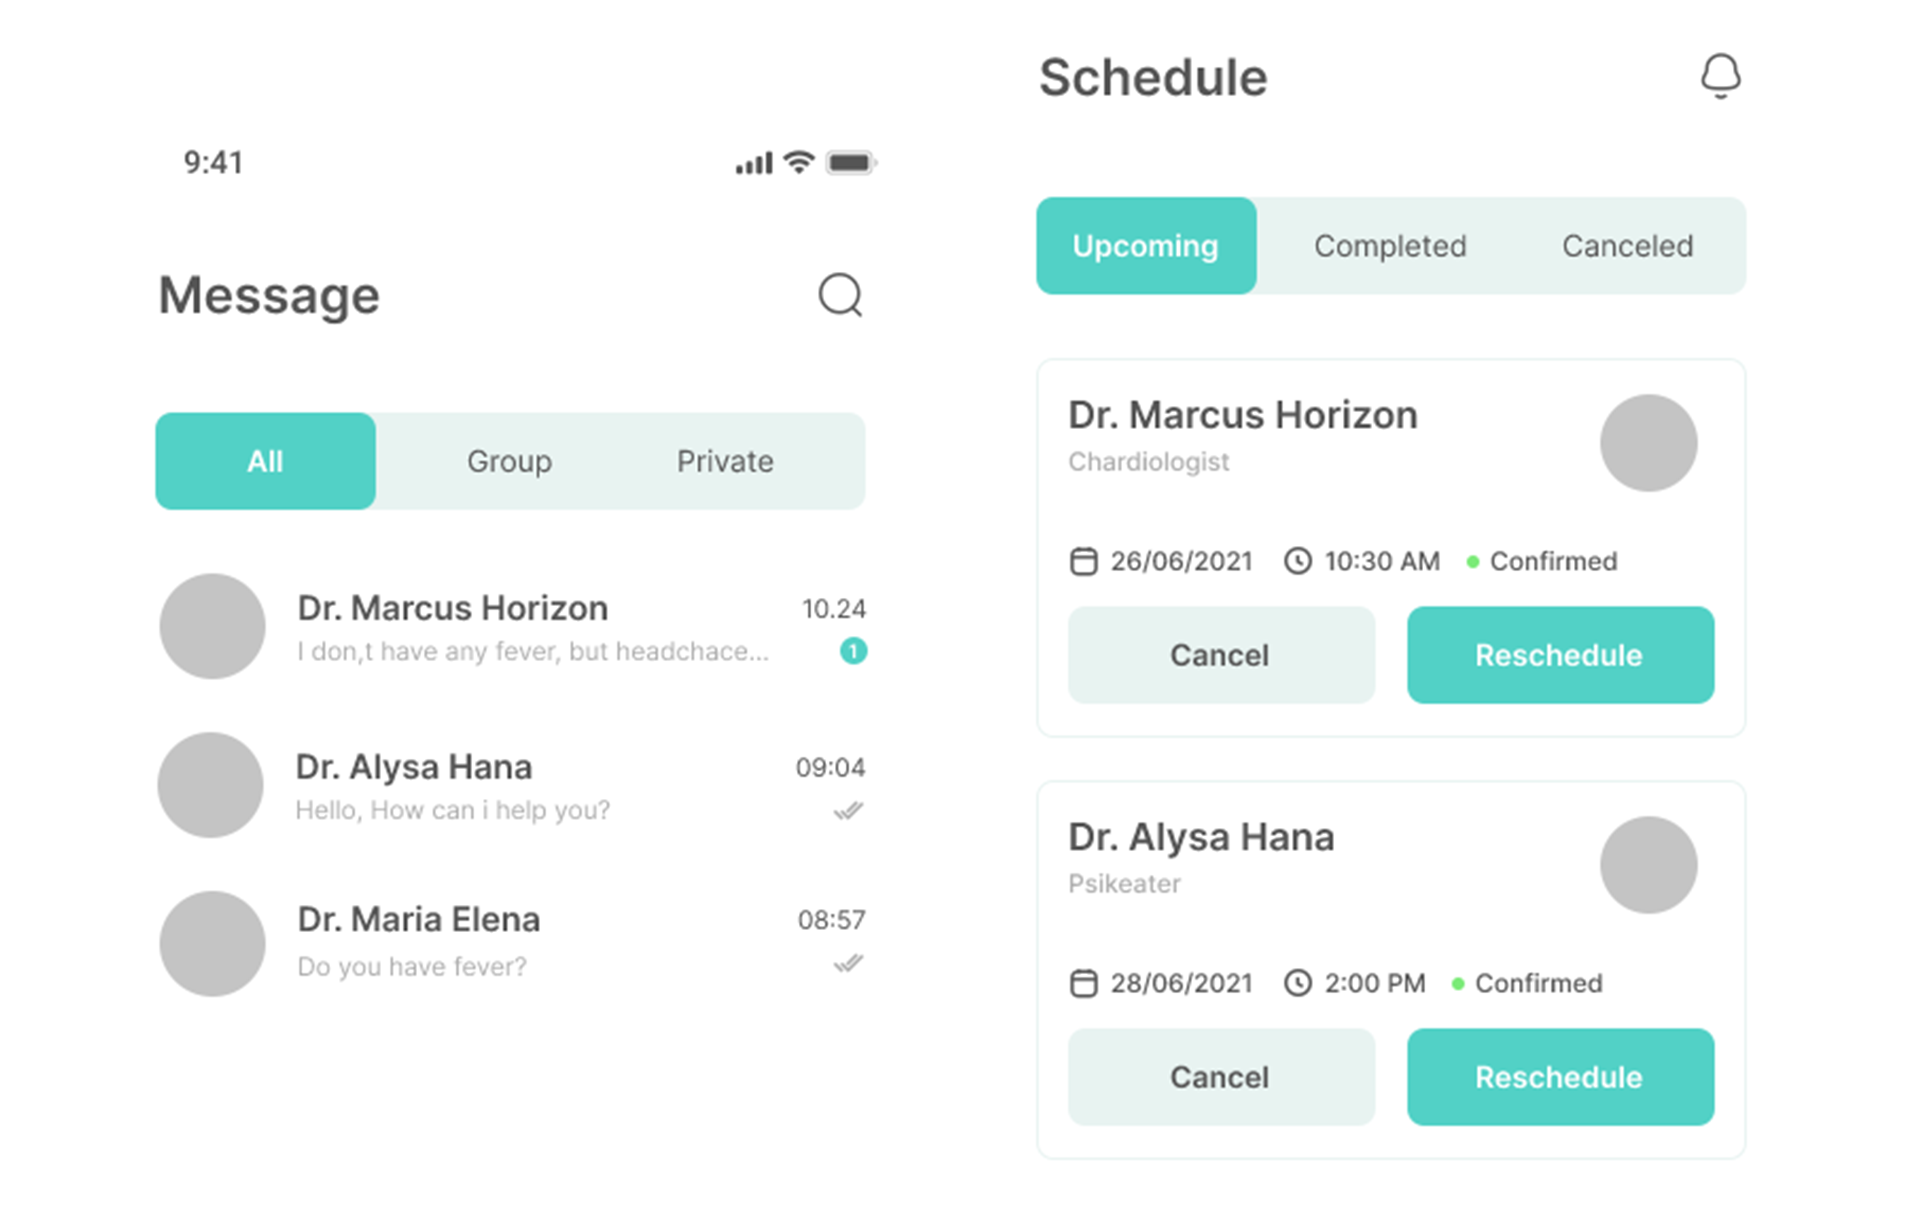 9:41
Message
All Group Private
Dr. Marcus Horizon 10.24
I don,t have any fever, but headchace... 1
Dr. Alysa Hana 09:04
Hello, How can i help you?
Dr. Maria Elena 08:57
Do you have fever?
Schedule
Upcoming Completed Canceled
Dr. Marcus Horizon
Chardiologist
26/06/2021 10:30 AM Confirmed
Cancel Reschedule
Dr. Alysa Hana
Psikeater
28/06/2021 2:00 PM Confirmed
Cancel Reschedule